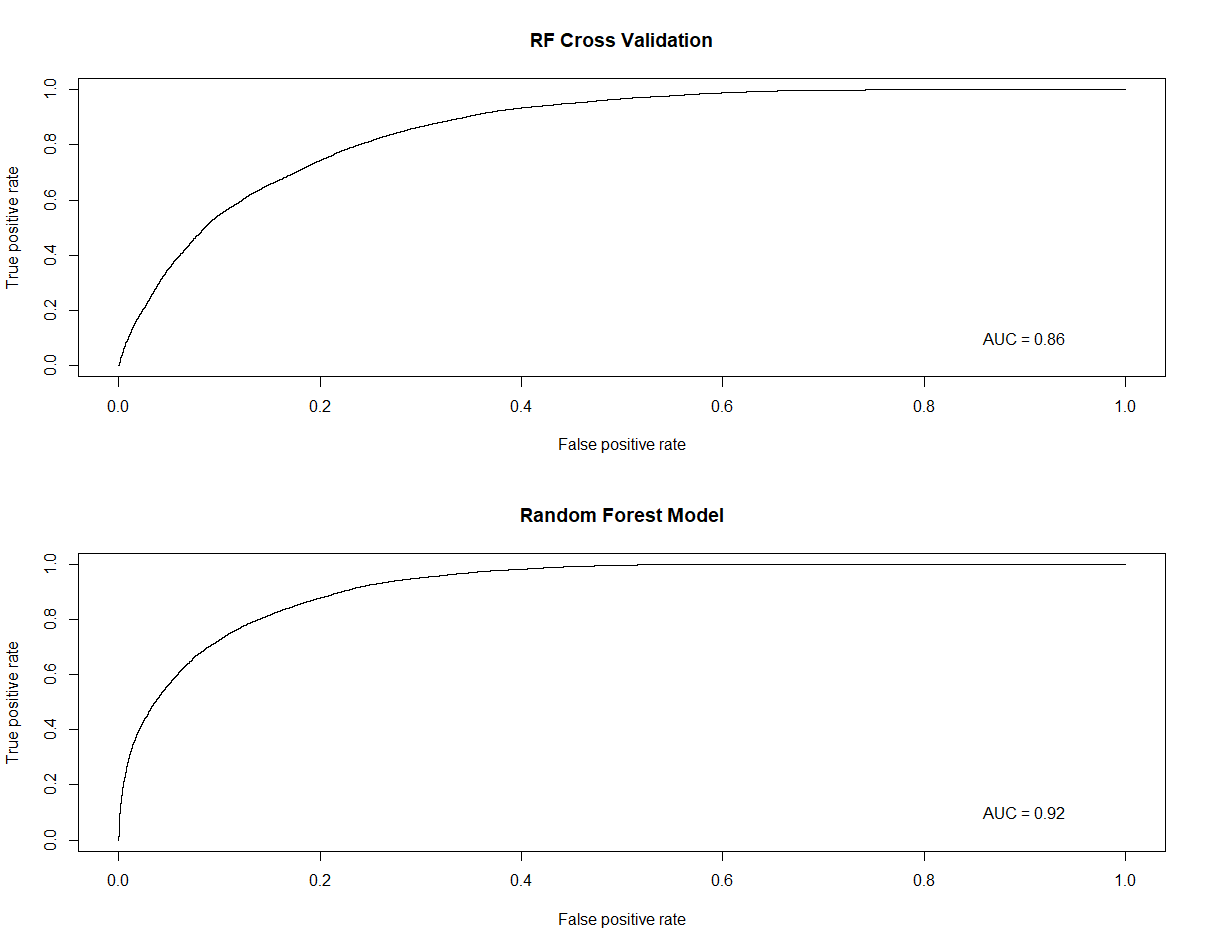 RF Cross Validation
True positive rate
1.0
0.8
0.6
0.4
0.2
0.0
AUC = 0.86
0.0 0.2 0.4 0.6 0.8 1.0
False positive rate
Random Forest Model
True positive rate
1.0
0.8
0.6
0.4
0.2
0.0
AUC = 0.92
0.0 0.2 0.4 0.6 0.8 1.0
False positive rate